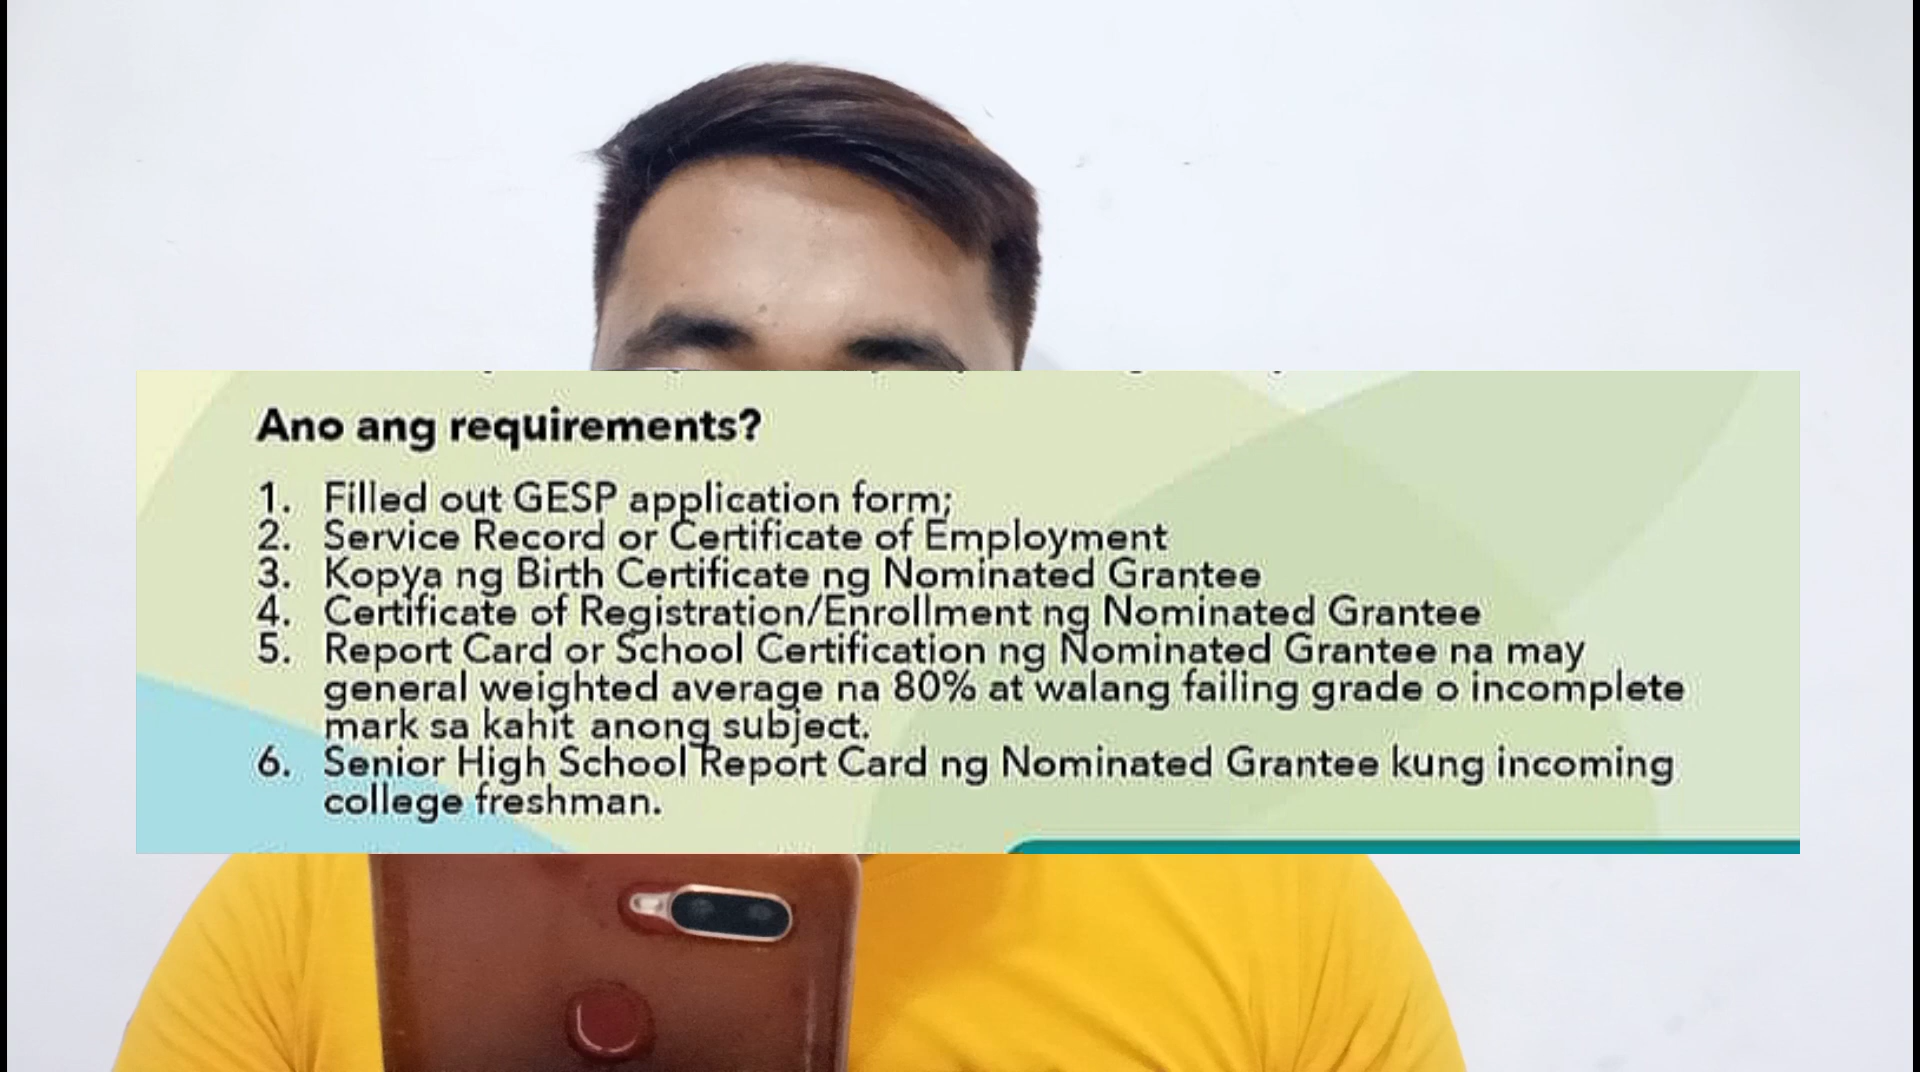 Ano ang requirements?
1. Filled out GESP application form;
2. Service Record or Certificate of Employment
3. Kopya ng Birth Certificate ng Nominated Grantee
4. Certificate of Registration/Enrollment ng Nominated Grantee
5. Report Card or School Certification ng Nominated Grantee na may
general weighted average na 80% at walang failing grade o incomplete
mark sa kahit anong subject.
6. Senior High School Report Card ng Nominated Grantee kung incoming
college freshman.